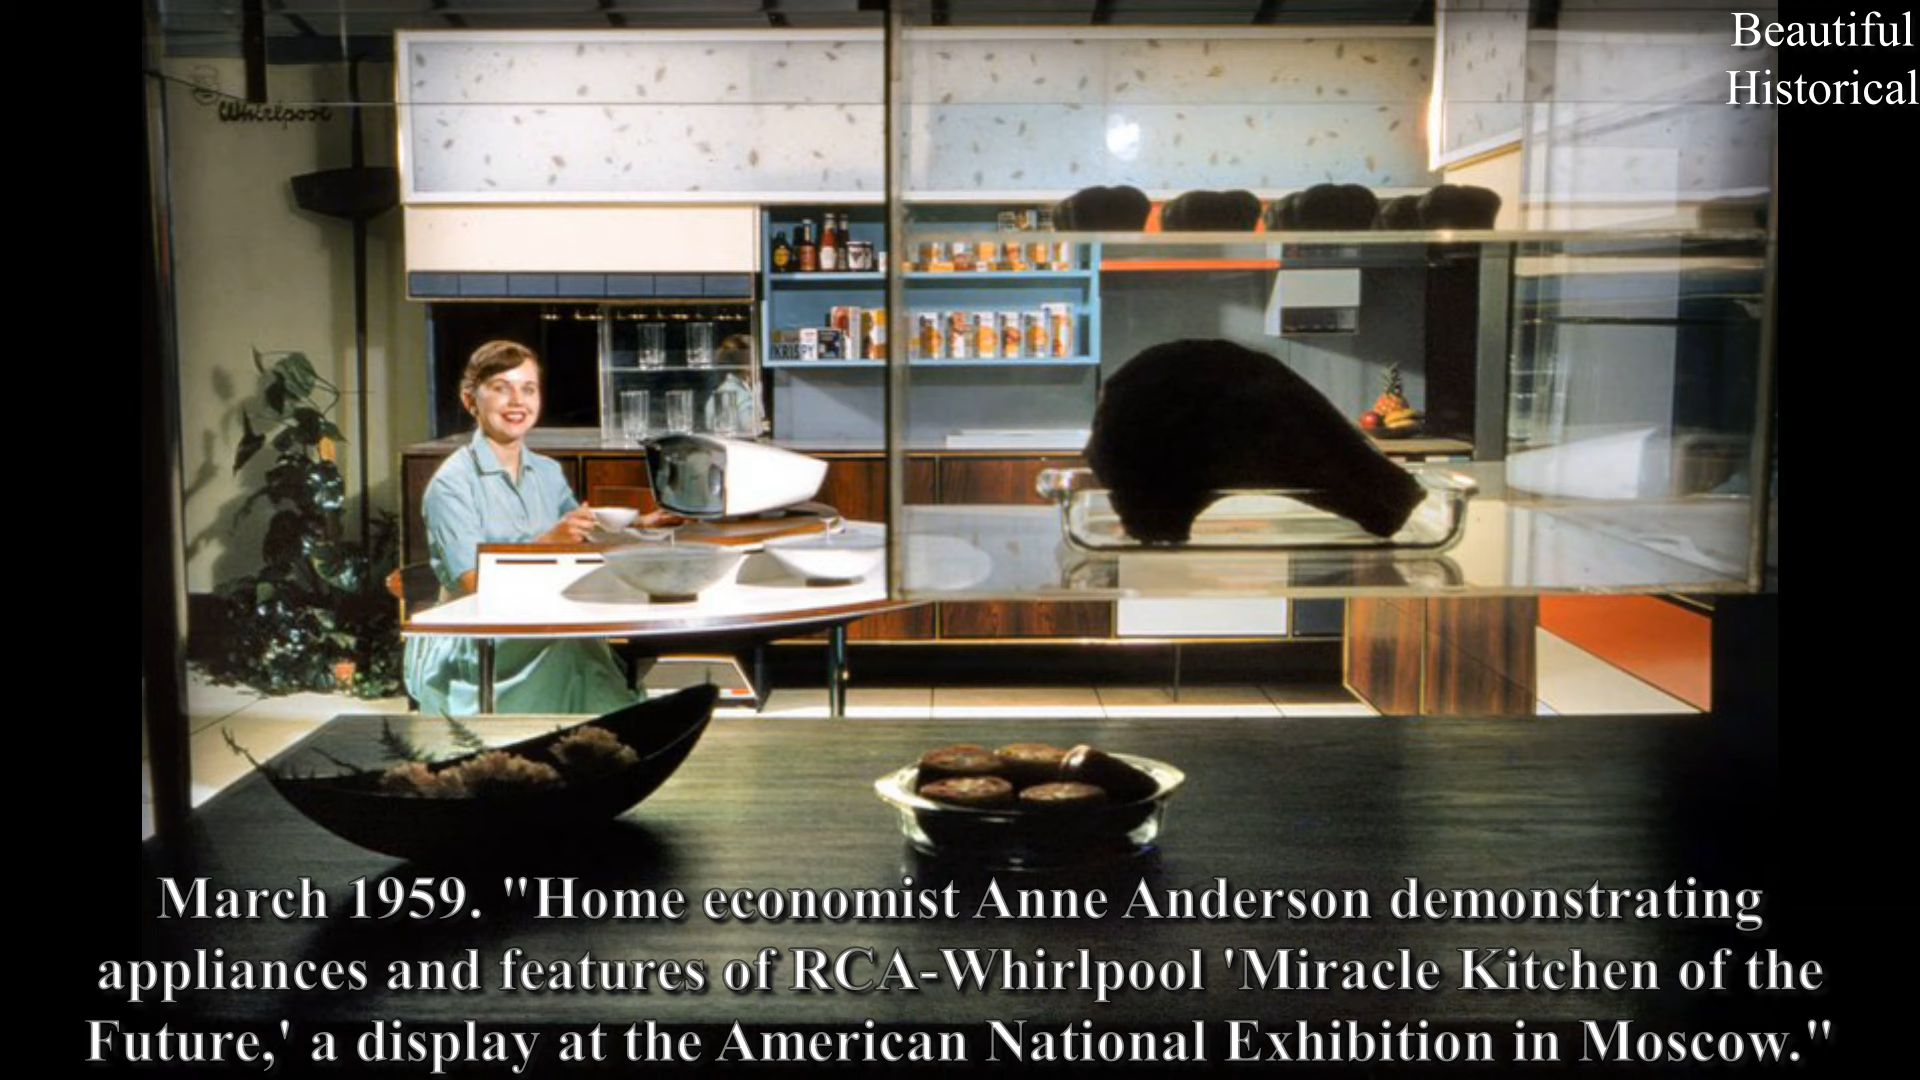 Beautiful
Historical
Whirlpool
KRISPY
March 1959. "Home economist Anne Anderson demonstrating
appliances and features of RCA-Whirlpool 'Miracle Kitchen of the
Future,' a display at the American National Exhibition in Moscow."